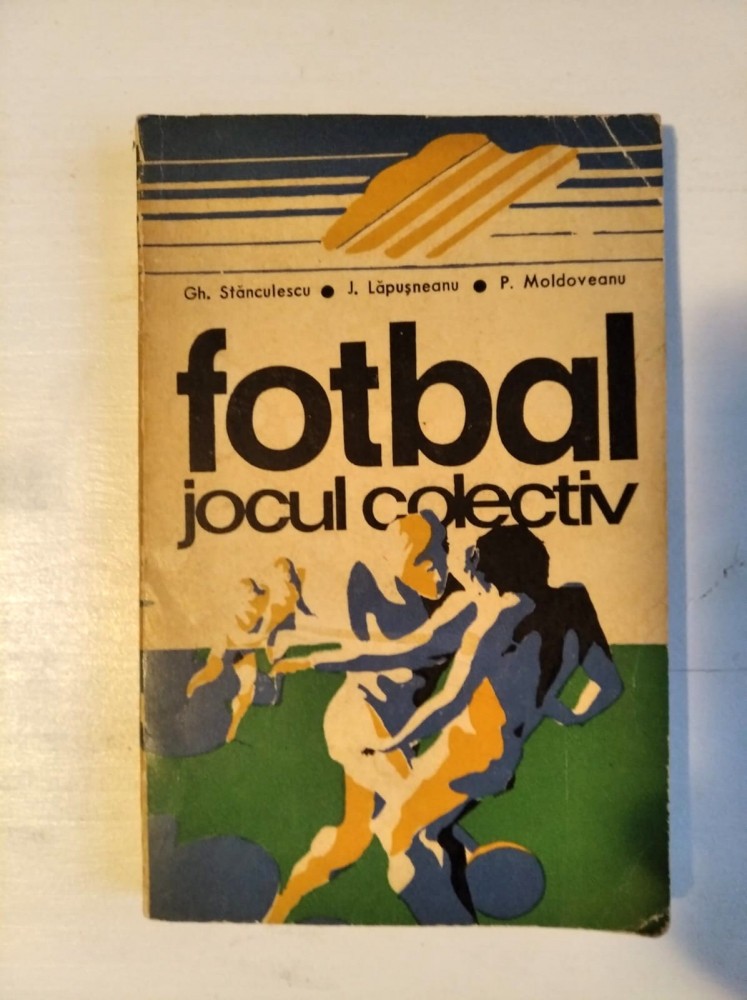 Gh. Stănculescu ● J. Lăpușneanu ● P. Moldoveanu
fotbal
jocul colectiv